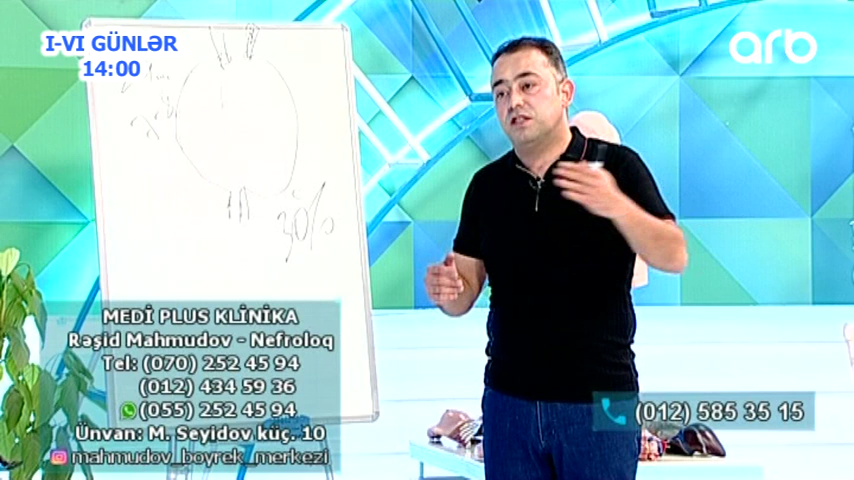 I-VI GÜNLƏR
14:00
arb
30%
MEDİ PLUS KLİNİKA
Rəşid Mahmudov - Nefroloq
Tel: (070) 252 45 94
(012) 434 59 36
(055) 252 45 94
Ünvan: M. Seyidov küç. 10
mahmudov_boyrek_merkezi
(012) 585 35 15